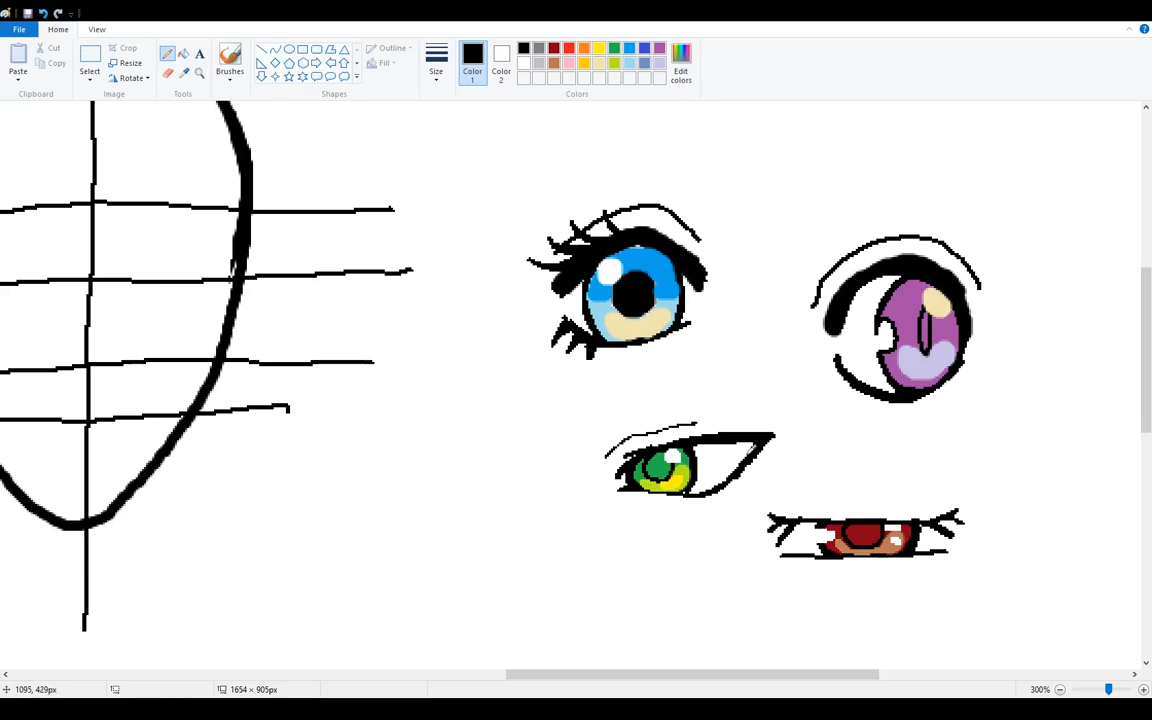 File Home View
Paste
Cut
Copy
Clipboard
Select
Crop
Resize
Rotate
Image
A
Tools
Brushes
Shapes
Outline
Fill
Size
Color
1
Color
2
Edit
colors
Colors
1095, 429px
1654 × 905px
300%